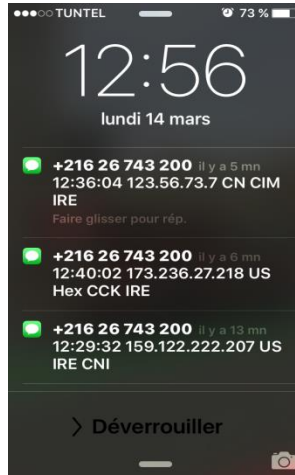 TUNTEL 73 %
12:56
lundi 14 mars
+216 26 743 200 il y a 5 mn
12:36:04 123.56.73.7 CN CIM
IRE
Faire glisser pour rép.
+216 26 743 200 il y a 6 mn
12:40:02 173.236.27.218 US
Hex CCK IRE
+216 26 743 200 il y a 13 mn
12:29:32 159.122.222.207 US
IRE CNI
> Déverrouiller